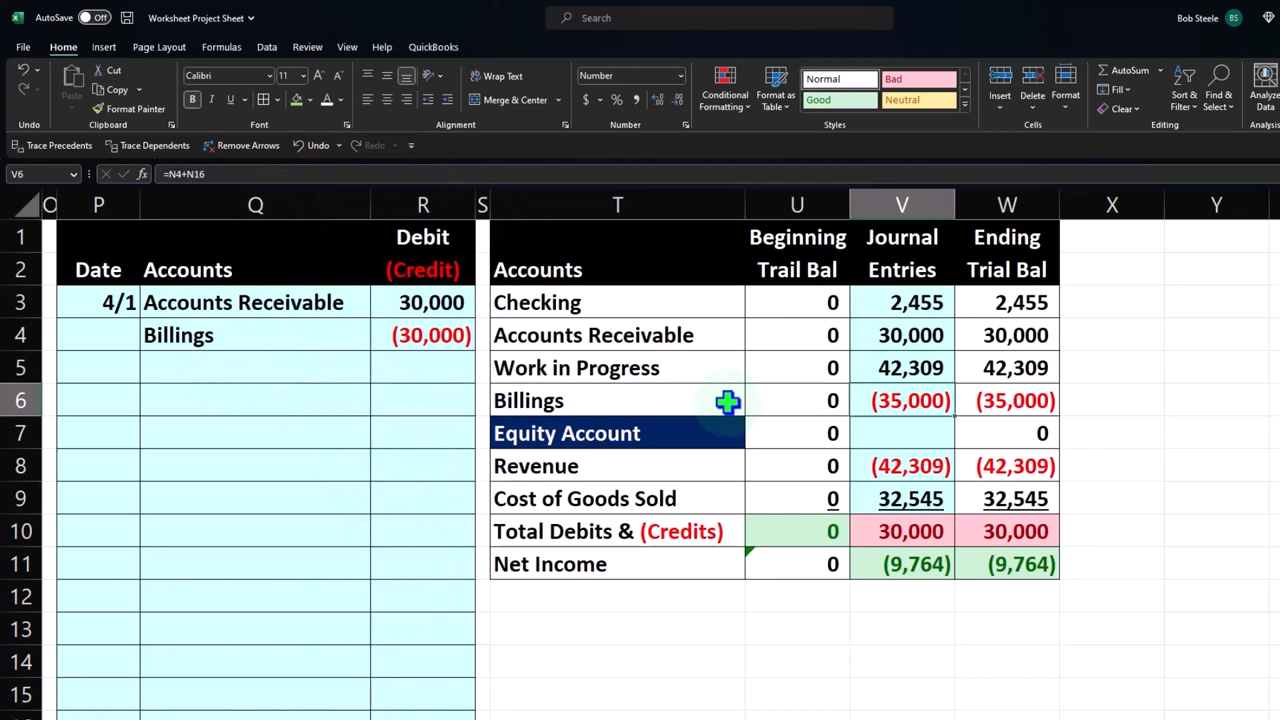 AutoSave Off Worksheet Project Sheet Search Bob Steele BS
File Home Insert Page Layout Formulas Data Review View Help QuickBooks
Cut Calibri 11 Wrap Text Number Normal Bad AutoSum
Paste Copy Format Painter B I U Merge & Center $ % Conditional Formatting Format as Table Good Neutral Insert Delete Format Fill Clear Sort & Filter Find & Select Analyze Data
Undo Clipboard Font Alignment Number Styles Cells Editing Analysis
Trace Precedents Trace Dependents Remove Arrows Undo Redo
V6 fx =N4+N16
O P Q R S T U V W X Y
1 Debit Beginning Journal Ending
2 Date Accounts (Credit) Accounts Trail Bal Entries Trial Bal
3 4/1 Accounts Receivable 30,000 Checking 0 2,455 2,455
4 Billings (30,000) Accounts Receivable 0 30,000 30,000
5 Work in Progress 0 42,309 42,309
6 Billings 0 (35,000) (35,000)
7 Equity Account 0 0
8 Revenue 0 (42,309) (42,309)
9 Cost of Goods Sold 0 32,545 32,545
10 Total Debits & (Credits) 0 30,000 30,000
11 Net Income 0 (9,764) (9,764)
12
13
14
15